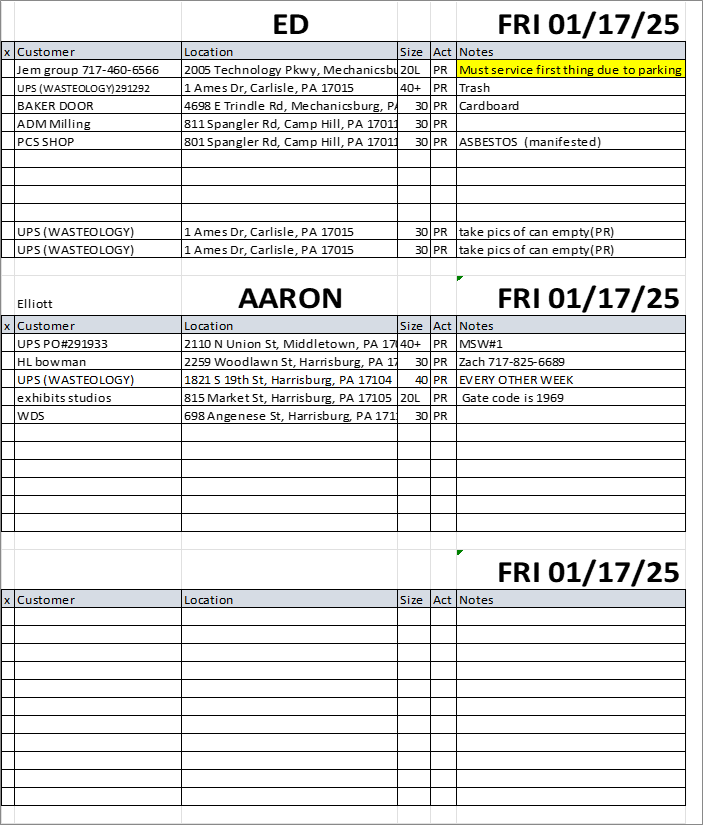 ED FRI 01/17/25
x Customer Location Size Act Notes
Jem group 717-460-6566 2005 Technology Pkwy, Mechanicsbu 20L PR Must service first thing due to parking
UPS (WASTEOLOGY)291292 1 Ames Dr, Carlisle, PA 17015 40+ PR Trash
BAKER DOOR 4698 E Trindle Rd, Mechanicsburg, PA 30 PR Cardboard
ADM Milling 811 Spangler Rd, Camp Hill, PA 17011 30 PR
PCS SHOP 801 Spangler Rd, Camp Hill, PA 17011 30 PR ASBESTOS (manifested)
UPS (WASTEOLOGY) 1 Ames Dr, Carlisle, PA 17015 30 PR take pics of can empty(PR)
UPS (WASTEOLOGY) 1 Ames Dr, Carlisle, PA 17015 30 PR take pics of can empty(PR)
Elliott AARON FRI 01/17/25
x Customer Location Size Act Notes
UPS PO#291933 2110 N Union St, Middletown, PA 170 40+ PR MSW#1
HL bowman 2259 Woodlawn St, Harrisburg, PA 17 30 PR Zach 717-825-6689
UPS (WASTEOLOGY) 1821 S 19th St, Harrisburg, PA 17104 40 PR EVERY OTHER WEEK
exhibits studios 815 Market St, Harrisburg, PA 17105 20L PR Gate code is 1969
WDS 698 Angenese St, Harrisburg, PA 171 30 PR
FRI 01/17/25
x Customer Location Size Act Notes